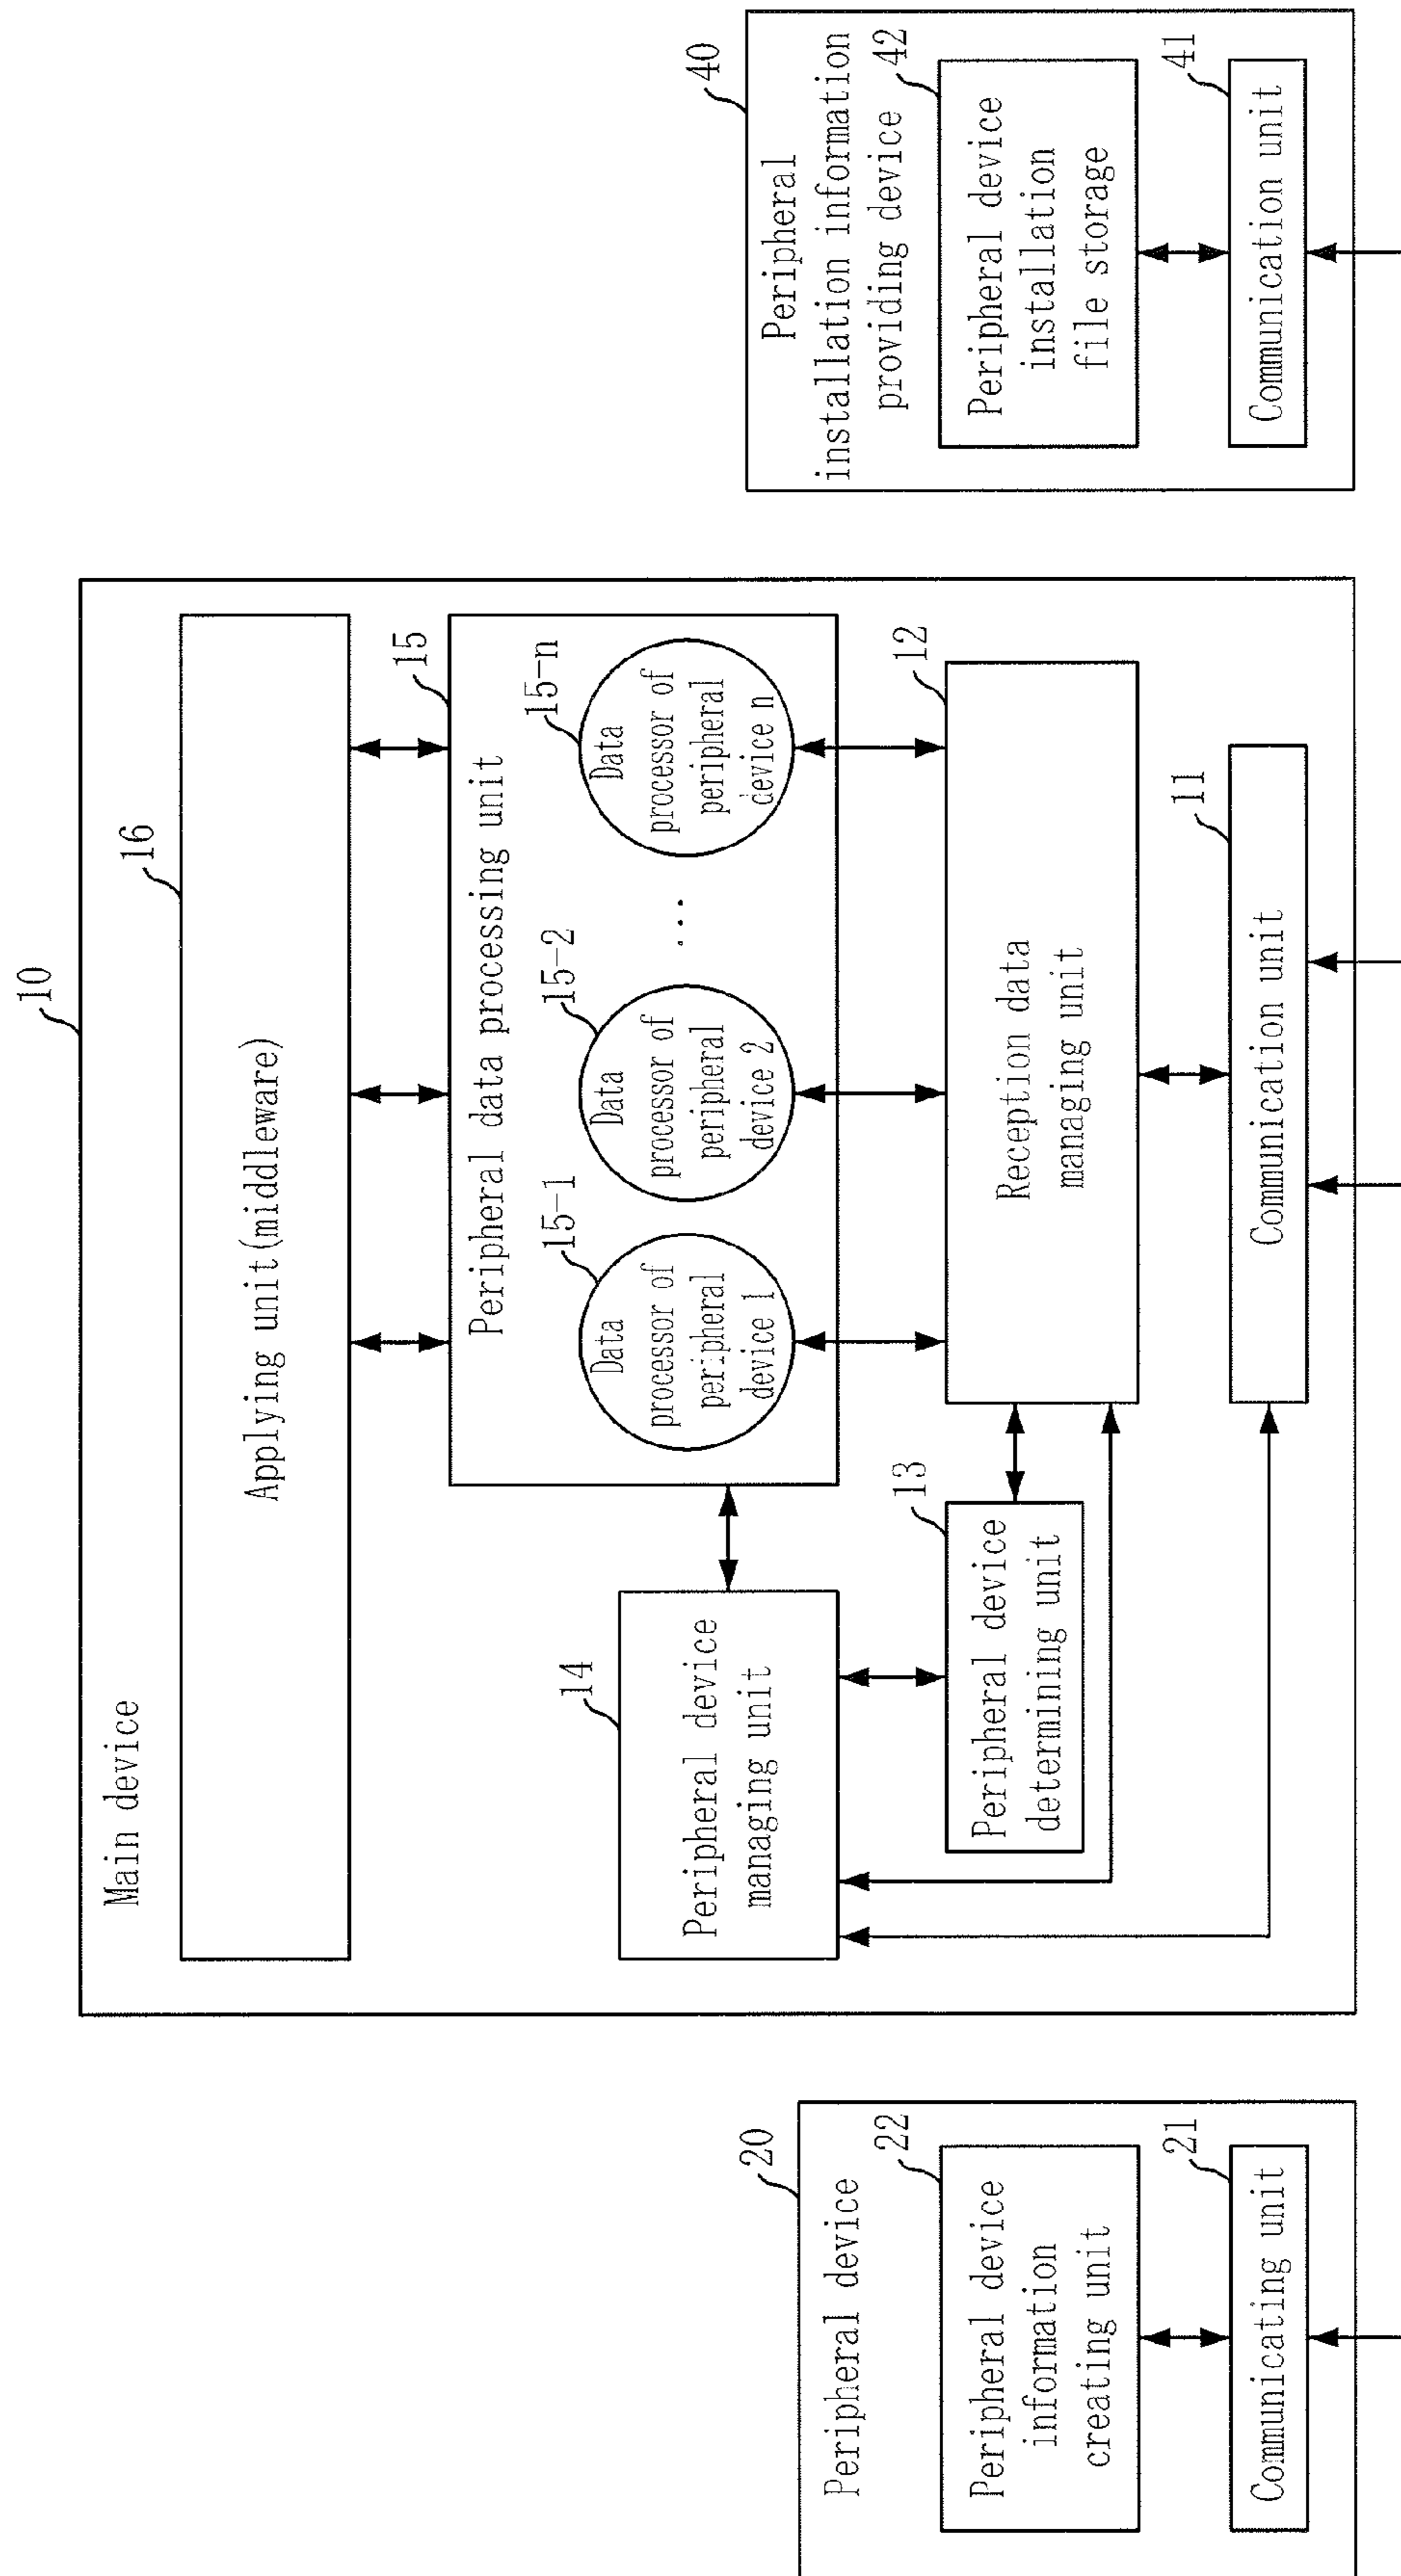 20
Peripheral device
22
Peripheral device
information
creating unit
21
Communicating unit
10
Main device
16
Applying unit(middleware)
15
Peripheral data processing unit
15-1
Data
processor of
peripheral
device 1
15-2
Data
processor of
peripheral
device 2
...
15-n
Data
processor of
peripheral
device n
14
Peripheral device
managing unit
13
Peripheral device
determining unit
12
Reception data
managing unit
11
Communication unit
40
Peripheral
installation information
providing device
42
Peripheral device
installation
file storage
41
Communication unit